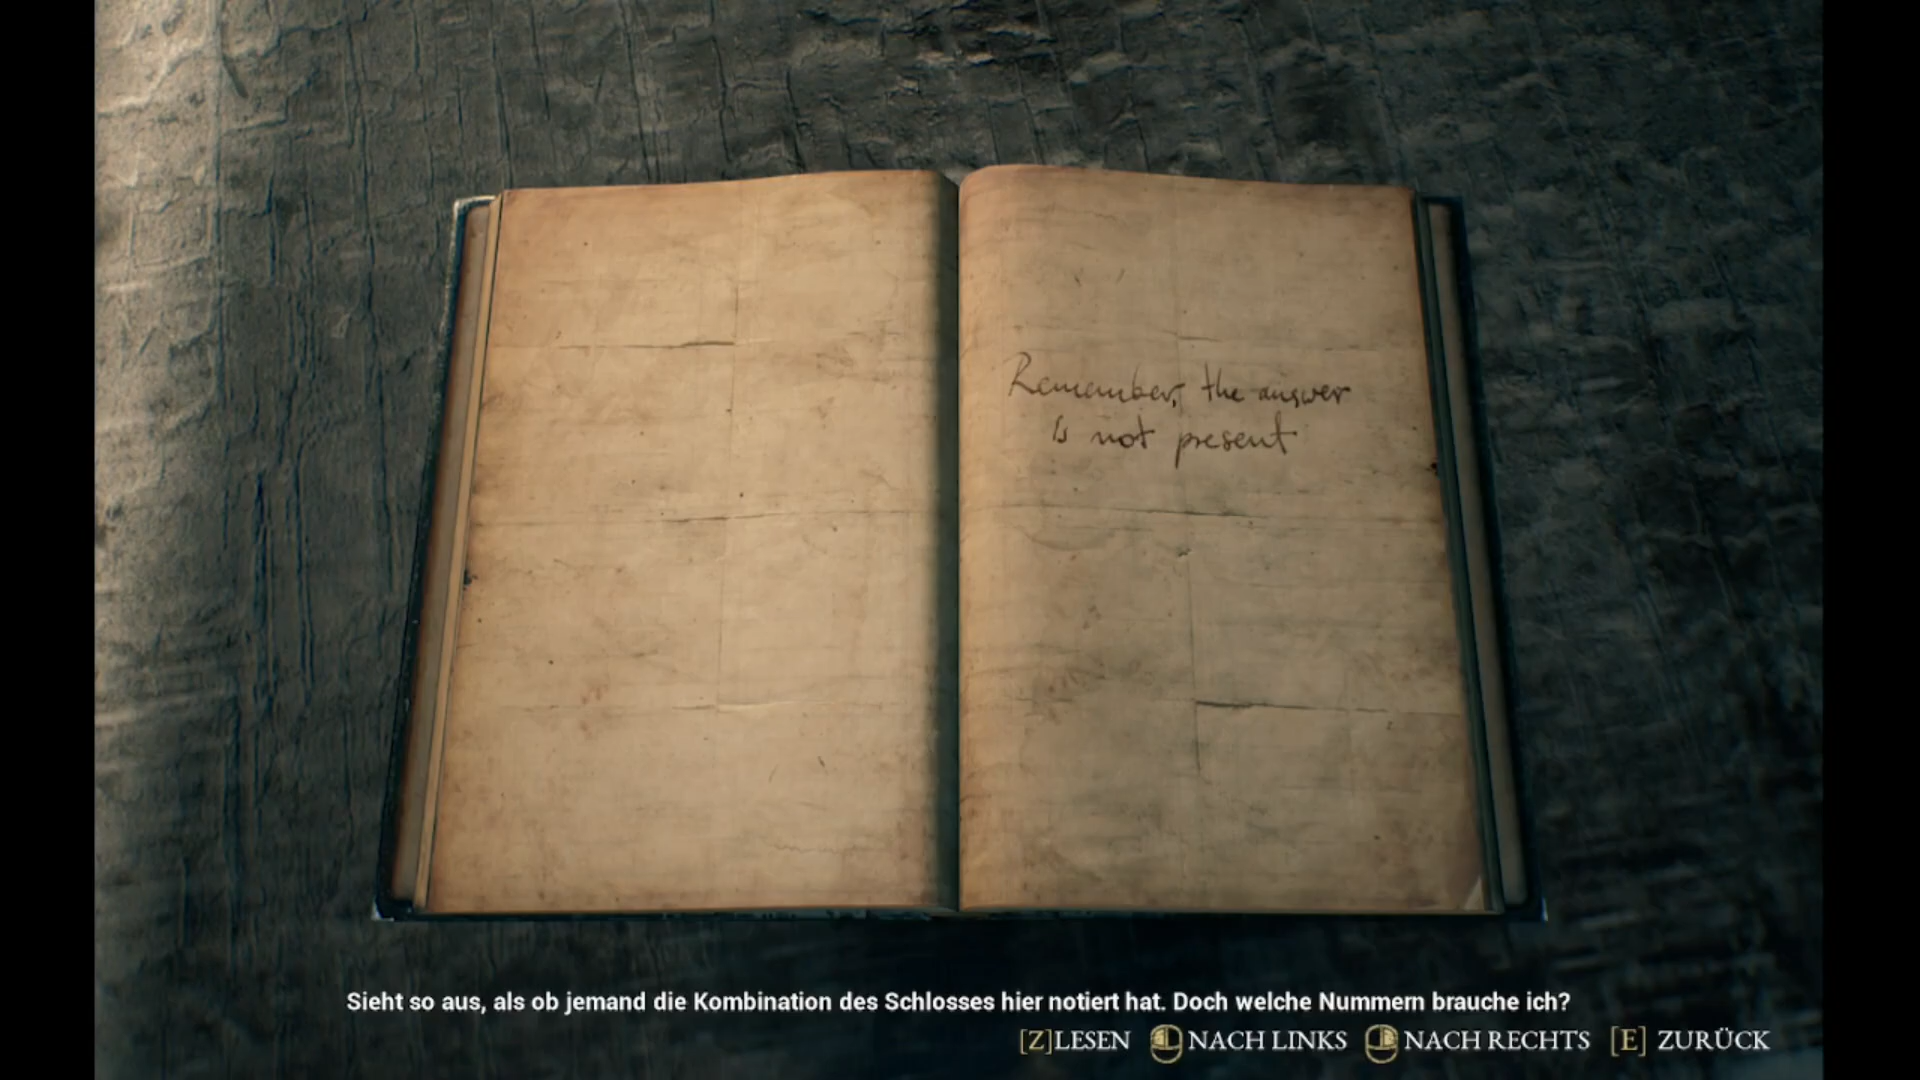 Remember, the answer
is not present
Sieht so aus, als ob jemand die Kombination des Schlosses hier notiert hat. Doch welche Nummern brauche ich?
[Z]LESEN NACH LINKS NACH RECHTS [E] ZURÜCK